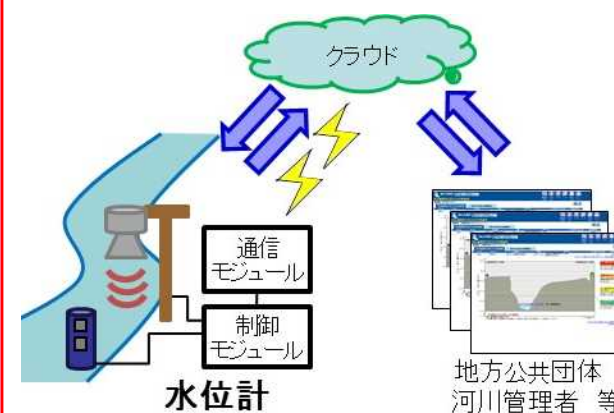 クラウド
通信
モジュール
制御
モジュール
水位計
地方公共団体
河川管理者 等